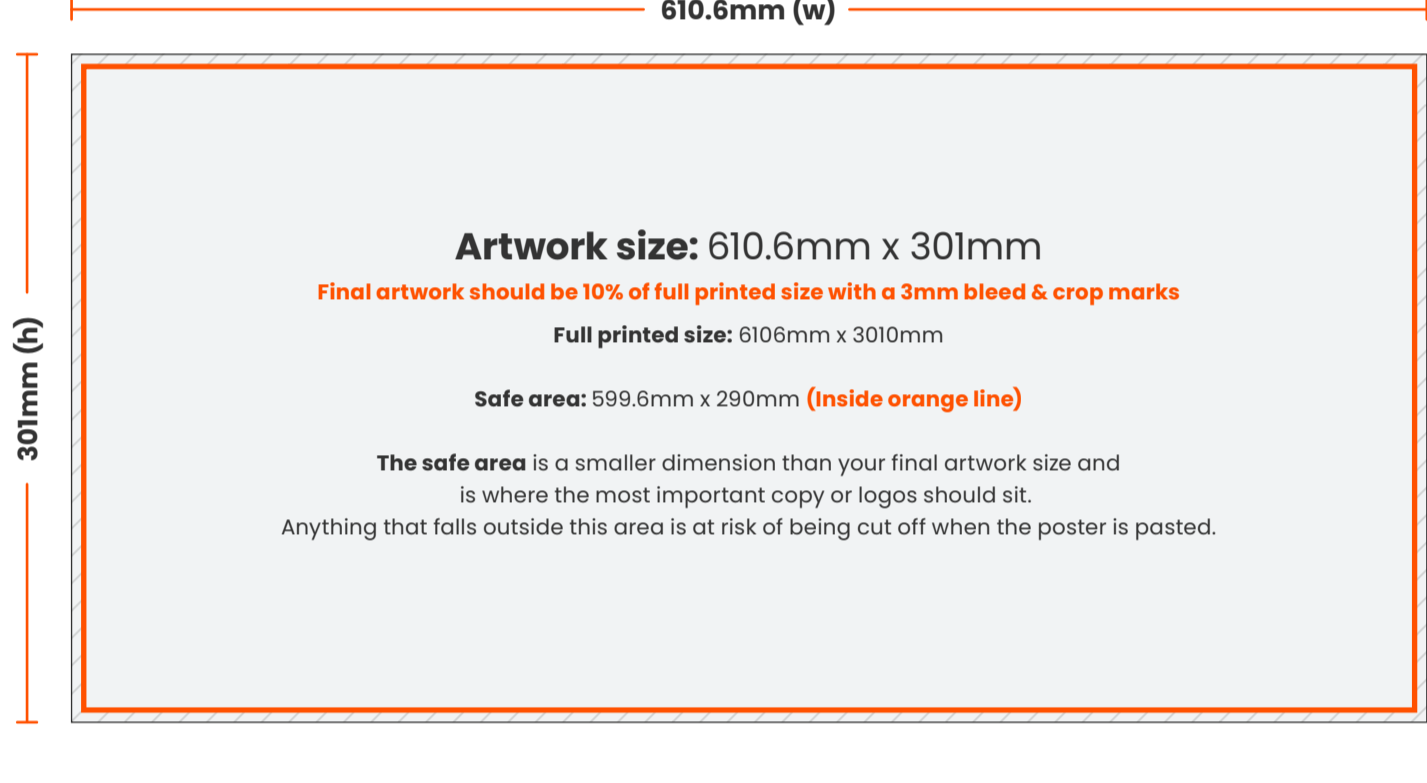 610.6mm (w)
301mm (h)
Artwork size: 610.6mm x 301mm
Final artwork should be 10% of full printed size with a 3mm bleed & crop marks
Full printed size: 6106mm x 3010mm
Safe area: 599.6mm x 290mm (Inside orange line)
The safe area is a smaller dimension than your final artwork size and
is where the most important copy or logos should sit.
Anything that falls outside this area is at risk of being cut off when the poster is pasted.